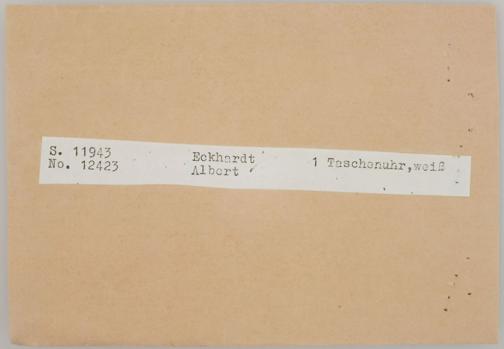 S. 11943 Eckhardt 1 Taschenuhr,weiß
No. 12423 Albert